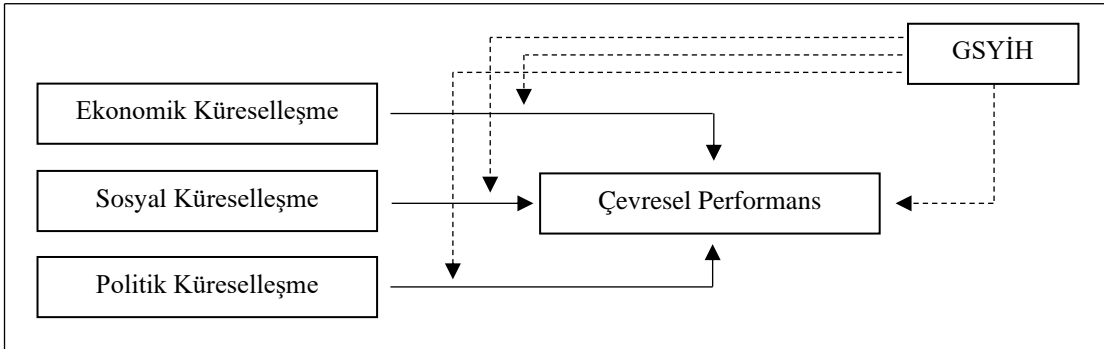 GSYİH
Ekonomik Küreselleşme
Sosyal Küreselleşme
Çevresel Performans
Politik Küreselleşme